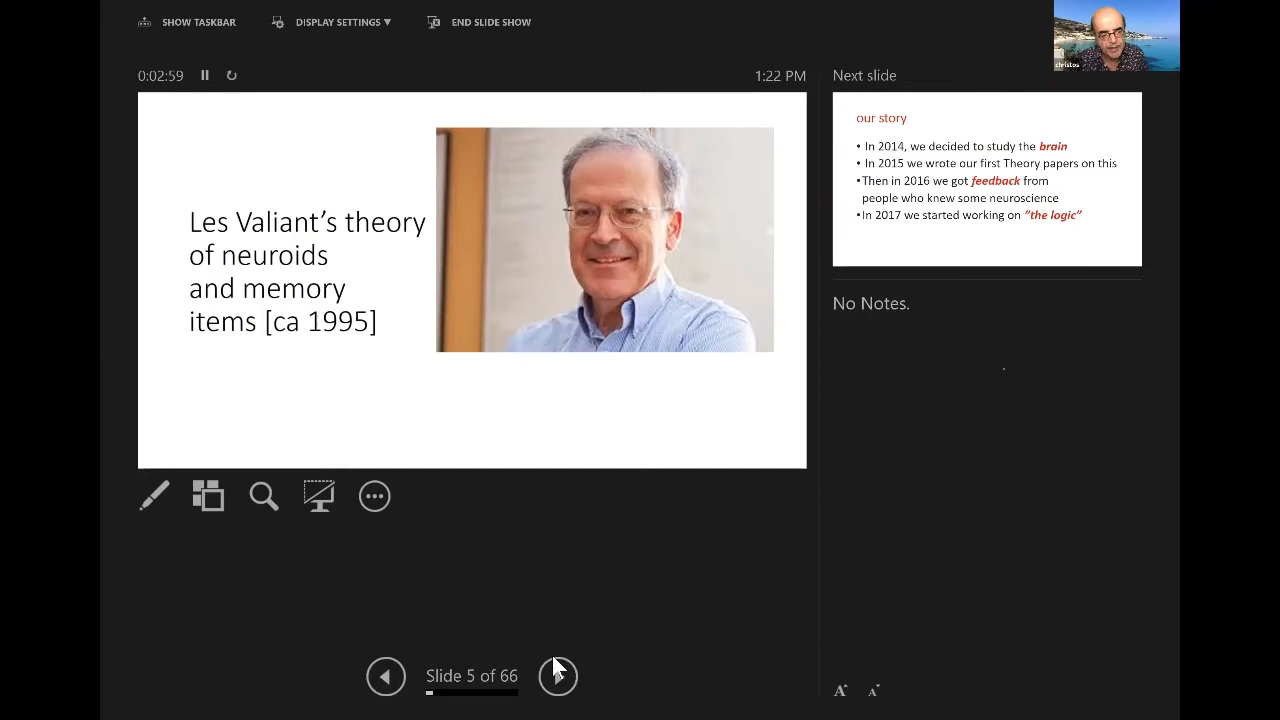 SHOW TASKBAR
DISPLAY SETTINGS ▼
END SLIDE SHOW
christos
0:02:59
1:22 PM
Next slide
Les Valiant’s theory
of neuroids
and memory
items [ca 1995]
our story
• In 2014, we decided to study the brain
• In 2015 we wrote our first Theory papers on this
•Then in 2016 we got feedback from
people who knew some neuroscience
•In 2017 we started working on ”the logic”
No Notes.
Slide 5 of 66
A A